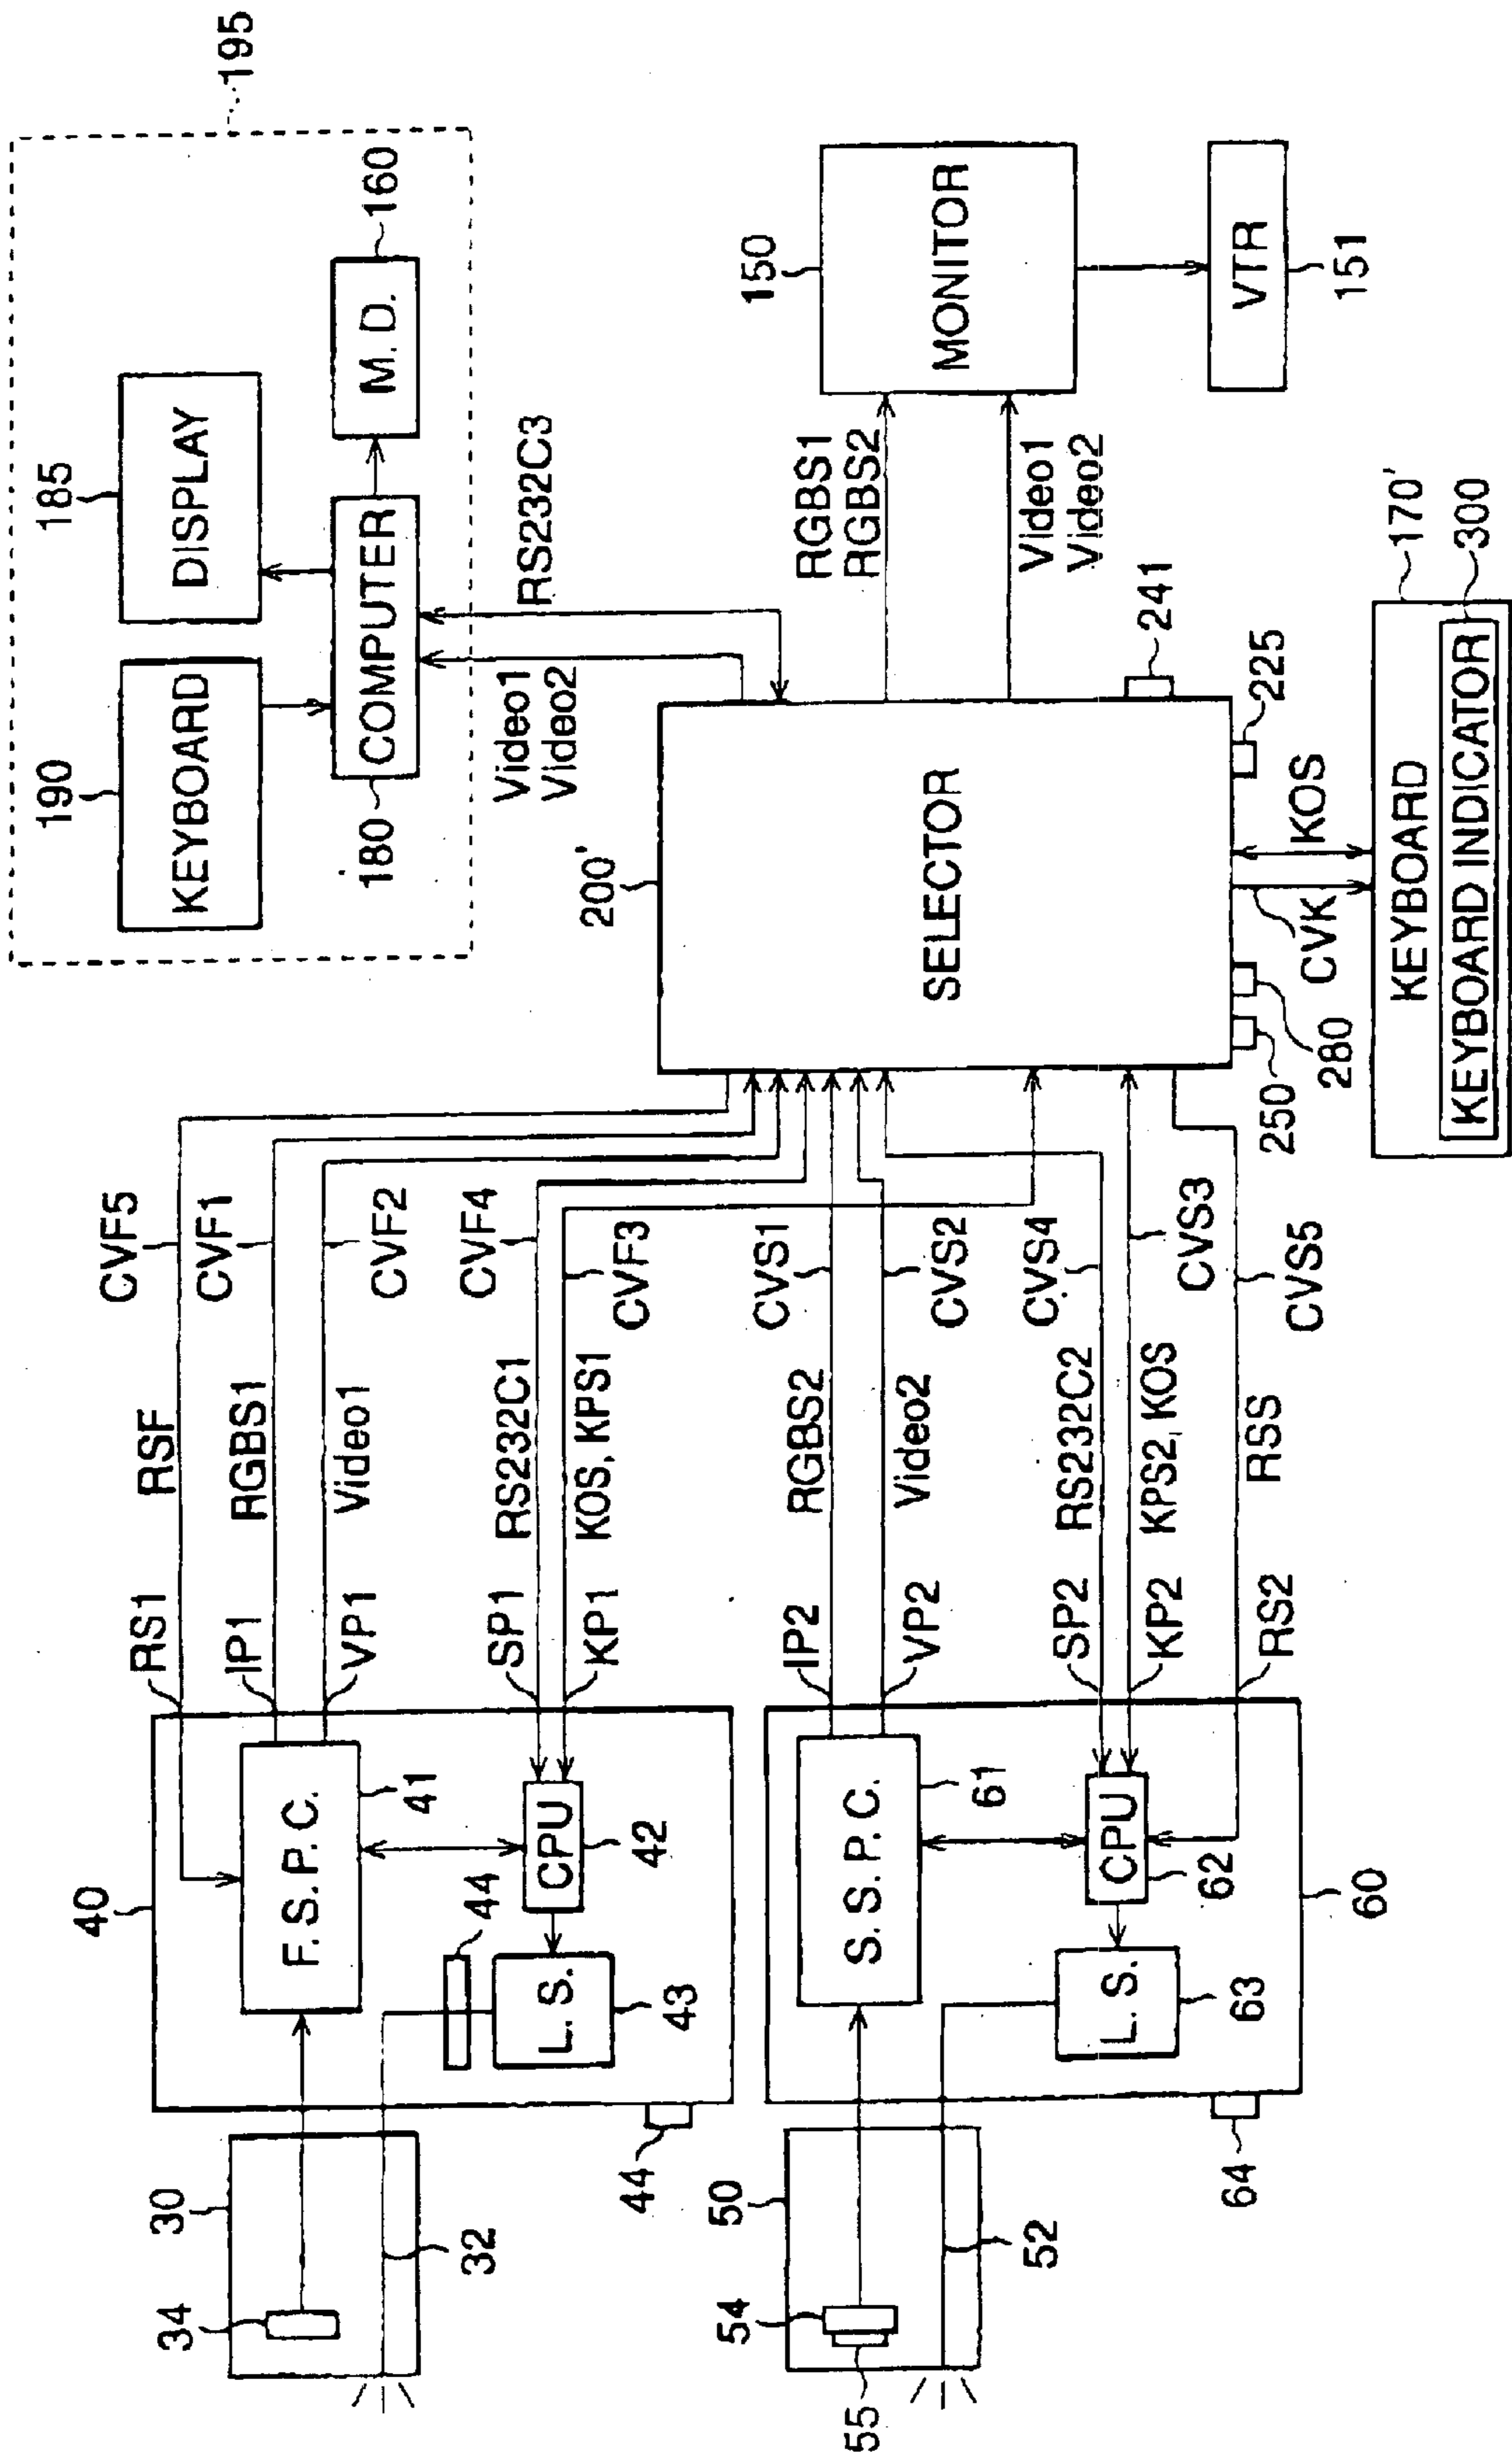 195
190
KEYBOARD
185
DISPLAY
180
COMPUTER
M. D.
160
Video1
Video2
RS232C3
200'
SELECTOR
RGBS1
RGBS2
Video1
Video2
150
MONITOR
VTR
151
241
225
250
280
CVK
KOS
KEYBOARD
170'
KEYBOARD INDICATOR
300
CVF5
CVF1
CVF2
CVF4
CVF3
CVS1
CVS2
CVS4
CVS3
CVS5
RSF
RGBS1
Video1
RS232C1
KOS, KPS1
RGBS2
Video2
RS232C2
KPS2, KOS
RSS
RS1
IP1
VP1
SP1
KP1
IP2
VP2
SP2
KP2
RS2
40
F. S. P. C.
41
CPU
42
44
L. S.
43
44
30
34
32
S. S. P. C.
61
CPU
62
60
L. S.
63
64
50
54
55
52